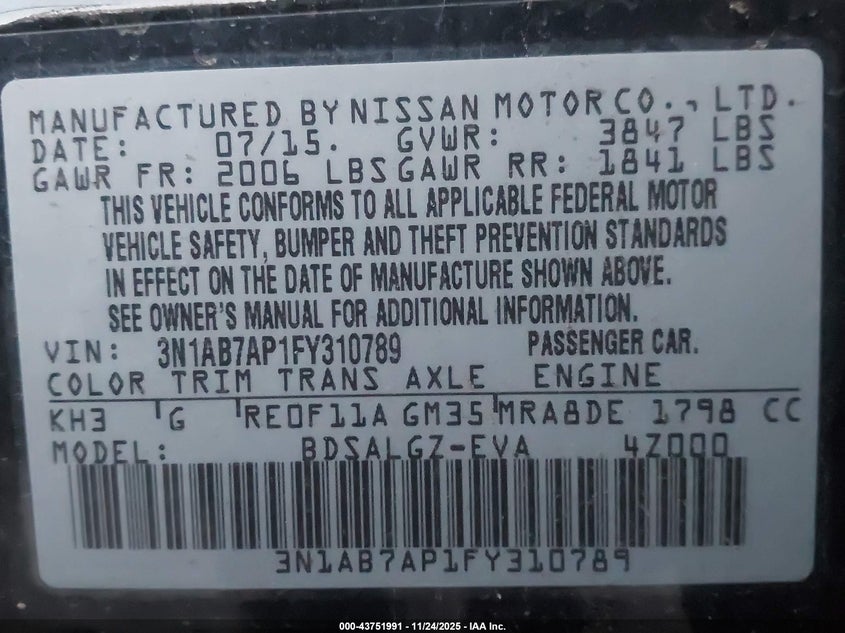 MANUFACTURED BY NISSAN MOTOR CO., LTD.
DATE: 07/15. GVWR: 3847 LBS
GAWR FR: 2006 LBS GAWR RR: 1841 LBS
THIS VEHICLE CONFORMS TO ALL APPLICABLE FEDERAL MOTOR
VEHICLE SAFETY, BUMPER AND THEFT PREVENTION STANDARDS
IN EFFECT ON THE DATE OF MANUFACTURE SHOWN ABOVE.
SEE OWNER'S MANUAL FOR ADDITIONAL INFORMATION.
VIN: 3N1AB7AP1FY310789 PASSENGER CAR.
COLOR TRIM TRANS AXLE ENGINE
KH3 G RE0F11A GM35 MRA8DE 1798 CC
MODEL: BDSALGZ-EVA 4Z000
3N1AB7AP1FY310789
000-43751991 - 11/24/2025 - IAA Inc.